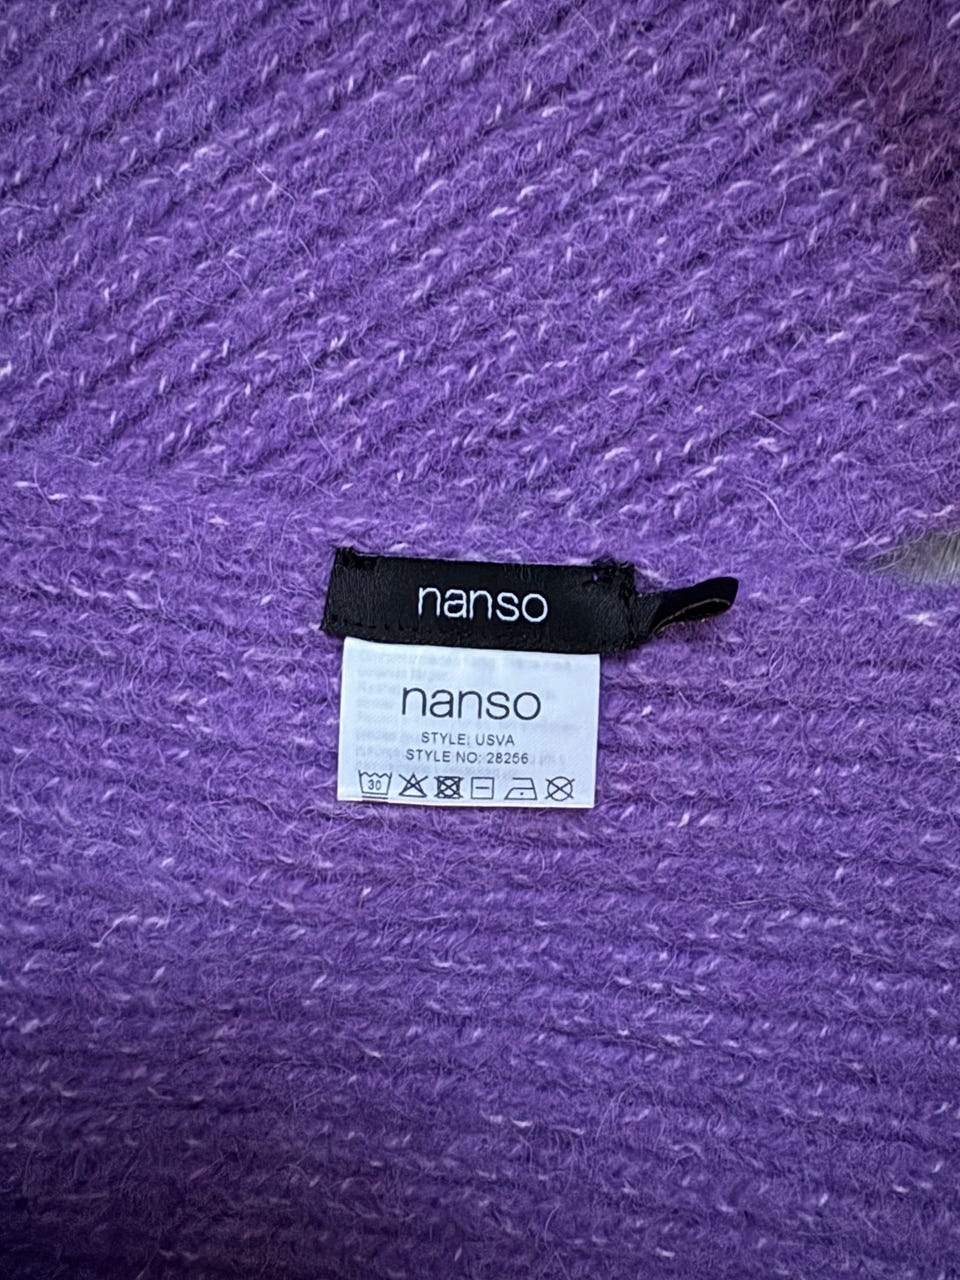 nanso
nanso
STYLE: USVA
STYLE NO: 28256
30